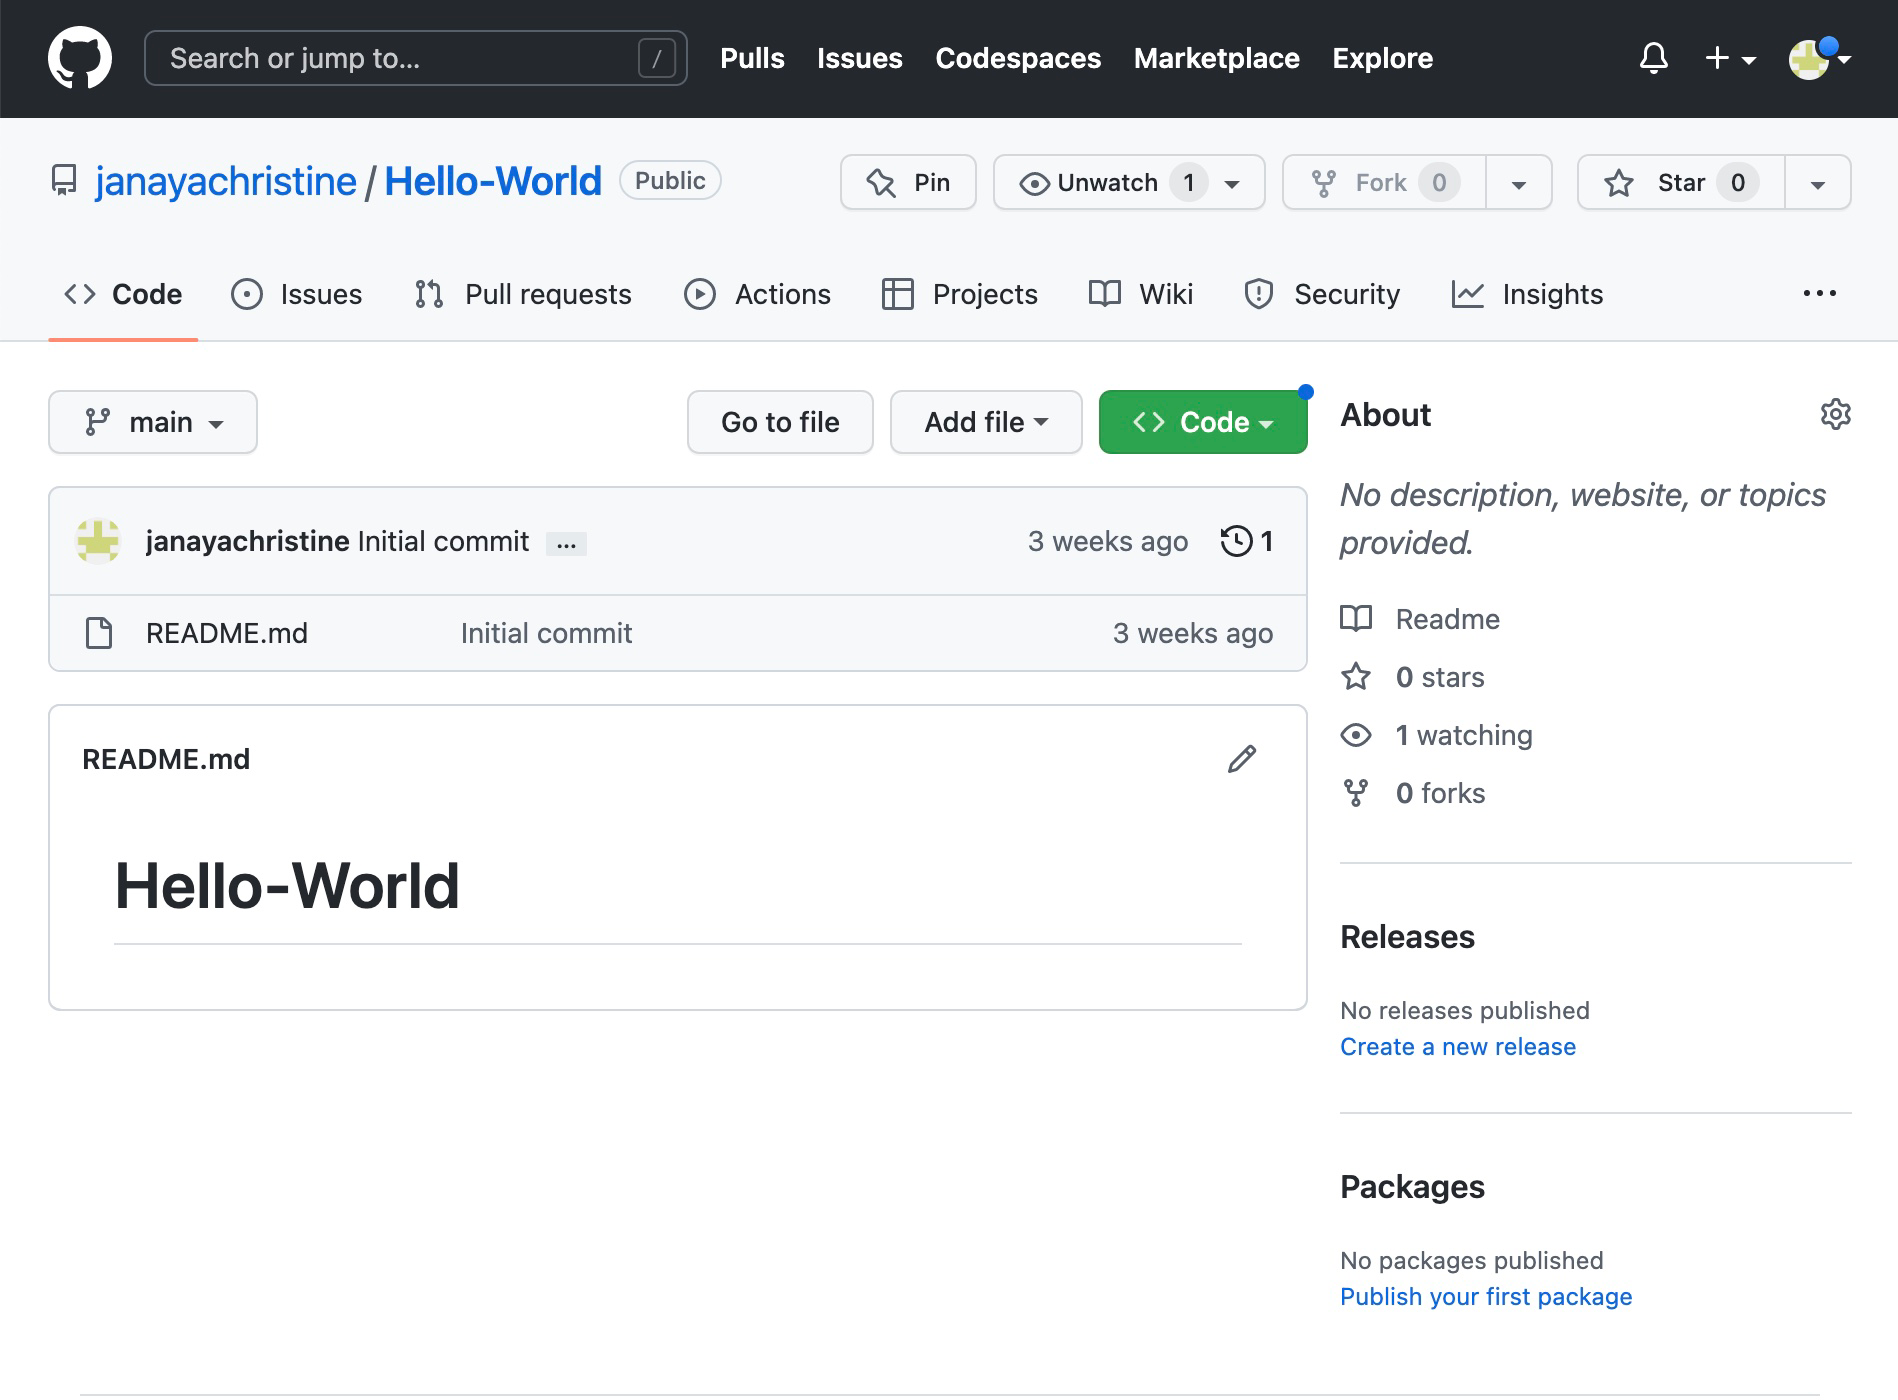 Search or jump to... / Pulls Issues Codespaces Marketplace Explore
janayachristine / Hello-World Public Pin Unwatch 1 Fork 0 Star 0
Code Issues Pull requests Actions Projects Wiki Security Insights ...
main Go to file Add file Code
janayachristine Initial commit ... 3 weeks ago 1
README.md Initial commit 3 weeks ago
README.md
Hello-World
About
No description, website, or topics
provided.
Readme
0 stars
1 watching
0 forks
Releases
No releases published
Create a new release
Packages
No packages published
Publish your first package